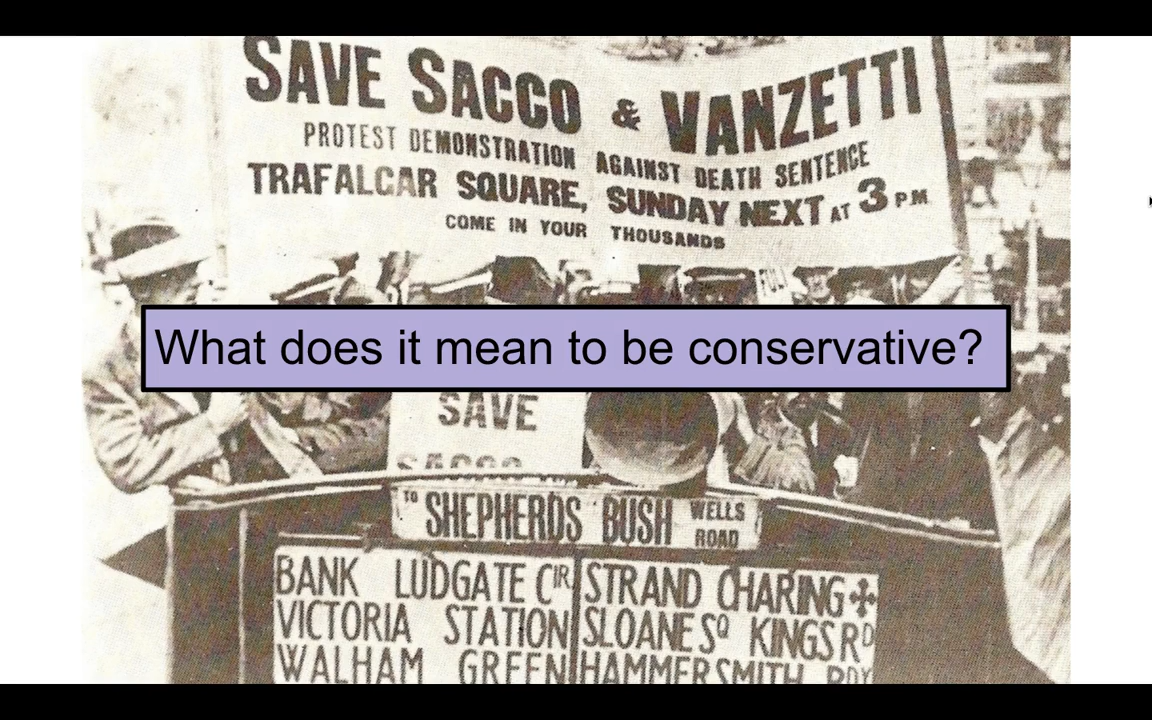 SAVE SACCO & VANZETTI
PROTEST DEMONSTRATION AGAINST DEATH SENTENCE
TRAFALGAR SQUARE, SUNDAY NEXT AT 3 PM
COME IN YOUR THOUSANDS
What does it mean to be conservative?
SAVE
SACCO
TO SHEPHERDS BUSH WELLS ROAD
BANK LUDGATE CIR. STRAND CHARING
VICTORIA STATION SLOANE SQ KINGS RD
WALHAM GREEN HAMMERSMITH BDY